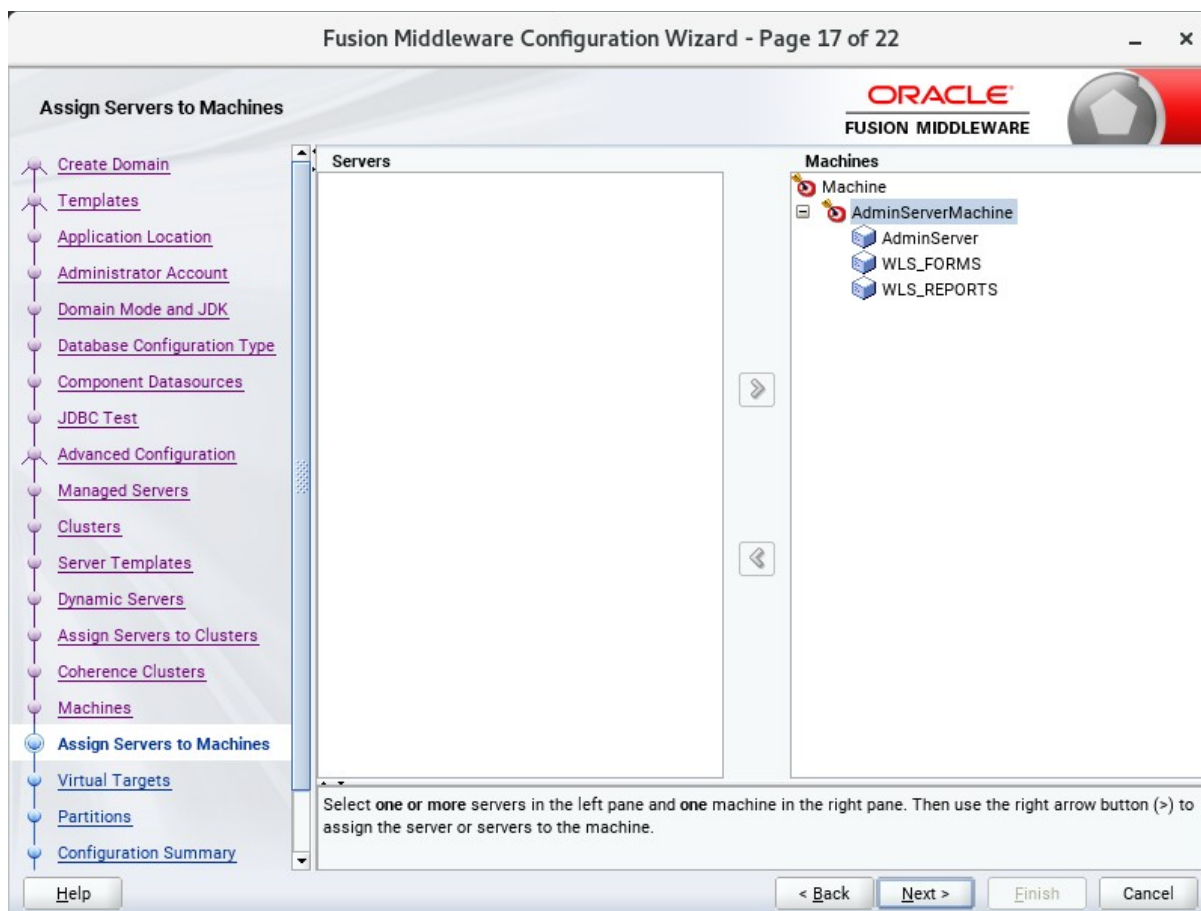 Fusion Middleware Configuration Wizard - Page 17 of 22
Assign Servers to Machines
ORACLE
FUSION MIDDLEWARE
Create Domain
Templates
Application Location
Administrator Account
Domain Mode and JDK
Database Configuration Type
Component Datasources
JDBC Test
Advanced Configuration
Managed Servers
Clusters
Server Templates
Dynamic Servers
Assign Servers to Clusters
Coherence Clusters
Machines
Assign Servers to Machines
Virtual Targets
Partitions
Configuration Summary
Servers
Machines
Machine
AdminServerMachine
AdminServer
WLS_FORMS
WLS_REPORTS
Select one or more servers in the left pane and one machine in the right pane. Then use the right arrow button (>) to
assign the server or servers to the machine.
Help
< Back
Next >
Finish
Cancel